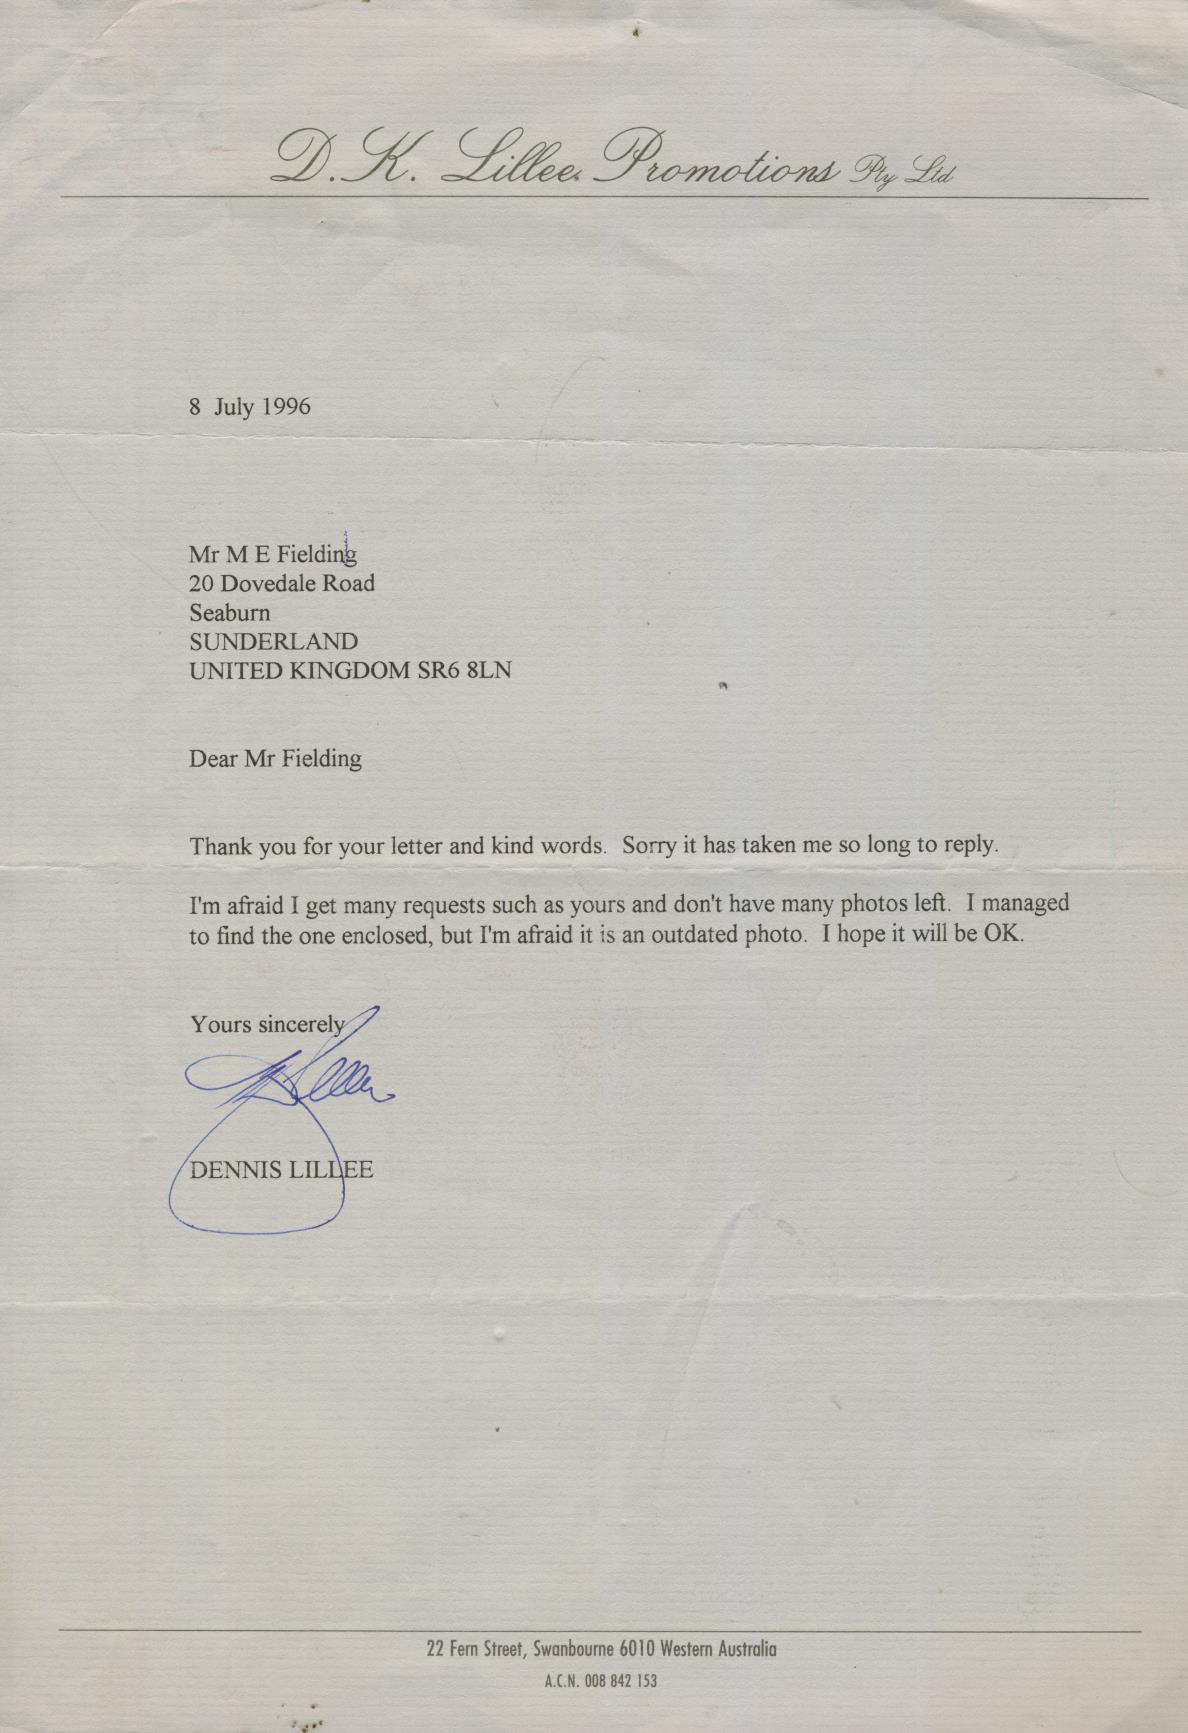 D. K. Lillee Promotions Pty Ltd
8 July 1996
Mr M E Fielding
20 Dovedale Road
Seaburn
SUNDERLAND
UNITED KINGDOM SR6 8LN
Dear Mr Fielding
Thank you for your letter and kind words. Sorry it has taken me so long to reply.
I'm afraid I get many requests such as yours and don't have many photos left. I managed
to find the one enclosed, but I'm afraid it is an outdated photo. I hope it will be OK.
Yours sincerely
DK Lillee
DENNIS LILLEE
22 Fern Street, Swanbourne 6010 Western Australia
A.C.N. 008 842 153